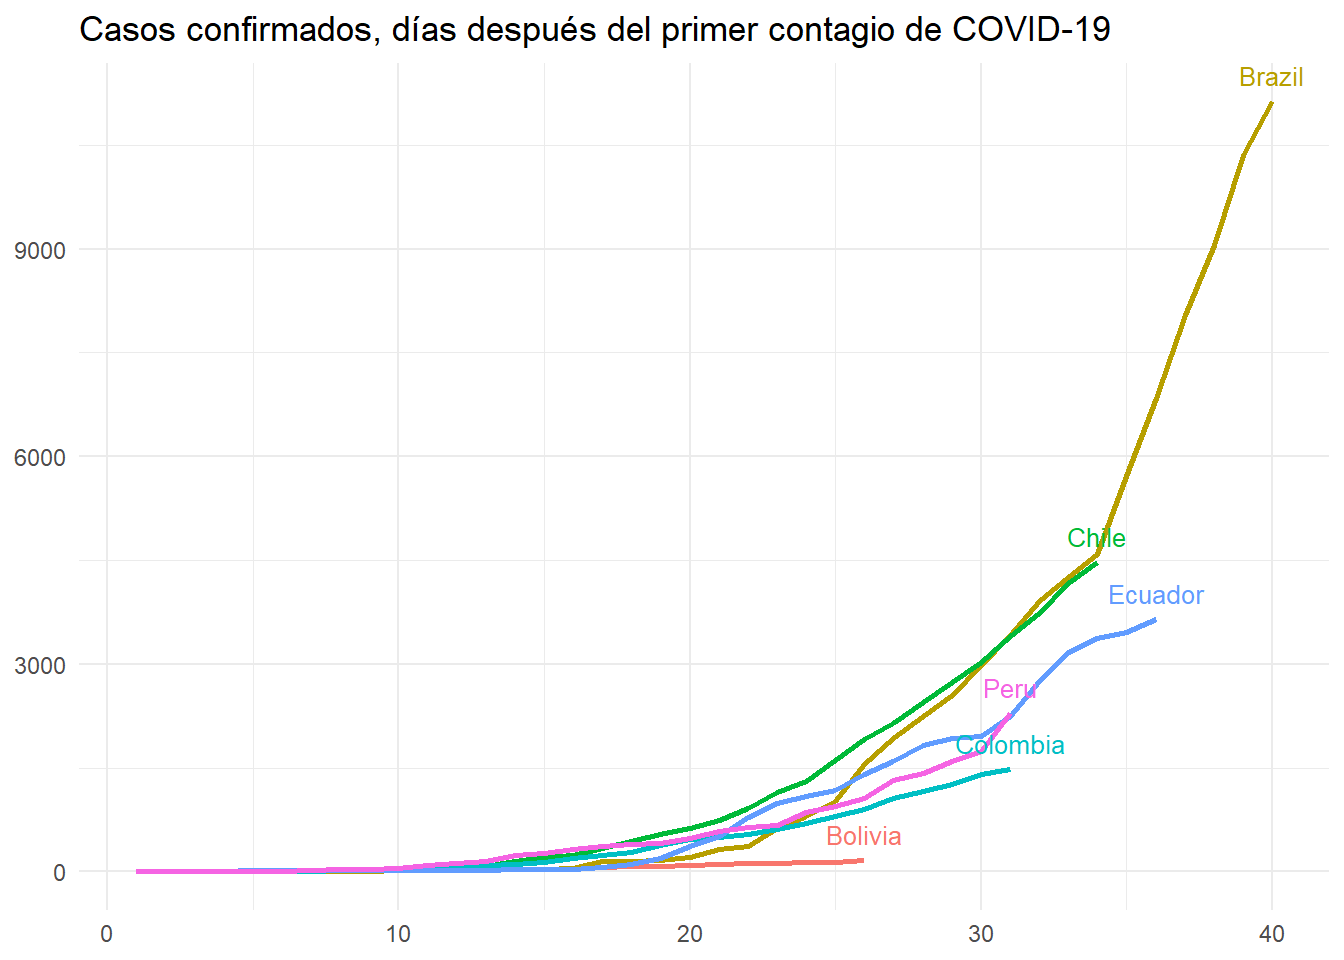 Casos confirmados, días después del primer contagio de COVID-19
Brazil
9000
6000
Chile
Ecuador
3000
Peru
Colombia
Bolivia
0
0 10 20 30 40